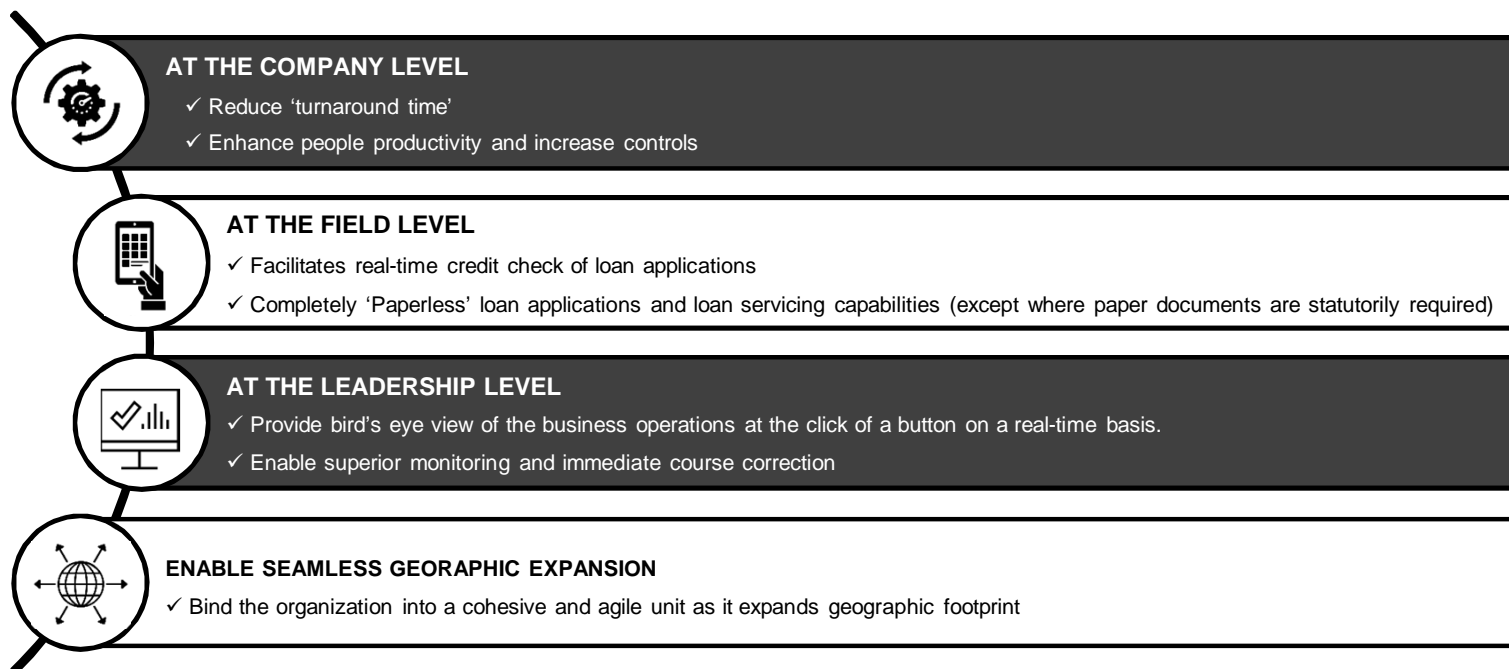 AT THE COMPANY LEVEL
✓ Reduce ‘turnaround time’
✓ Enhance people productivity and increase controls
AT THE FIELD LEVEL
✓ Facilitates real-time credit check of loan applications
✓ Completely ‘Paperless’ loan applications and loan servicing capabilities (except where paper documents are statutorily required)
AT THE LEADERSHIP LEVEL
✓ Provide bird’s eye view of the business operations at the click of a button on a real-time basis.
✓ Enable superior monitoring and immediate course correction
ENABLE SEAMLESS GEORAPHIC EXPANSION
✓ Bind the organization into a cohesive and agile unit as it expands geographic footprint